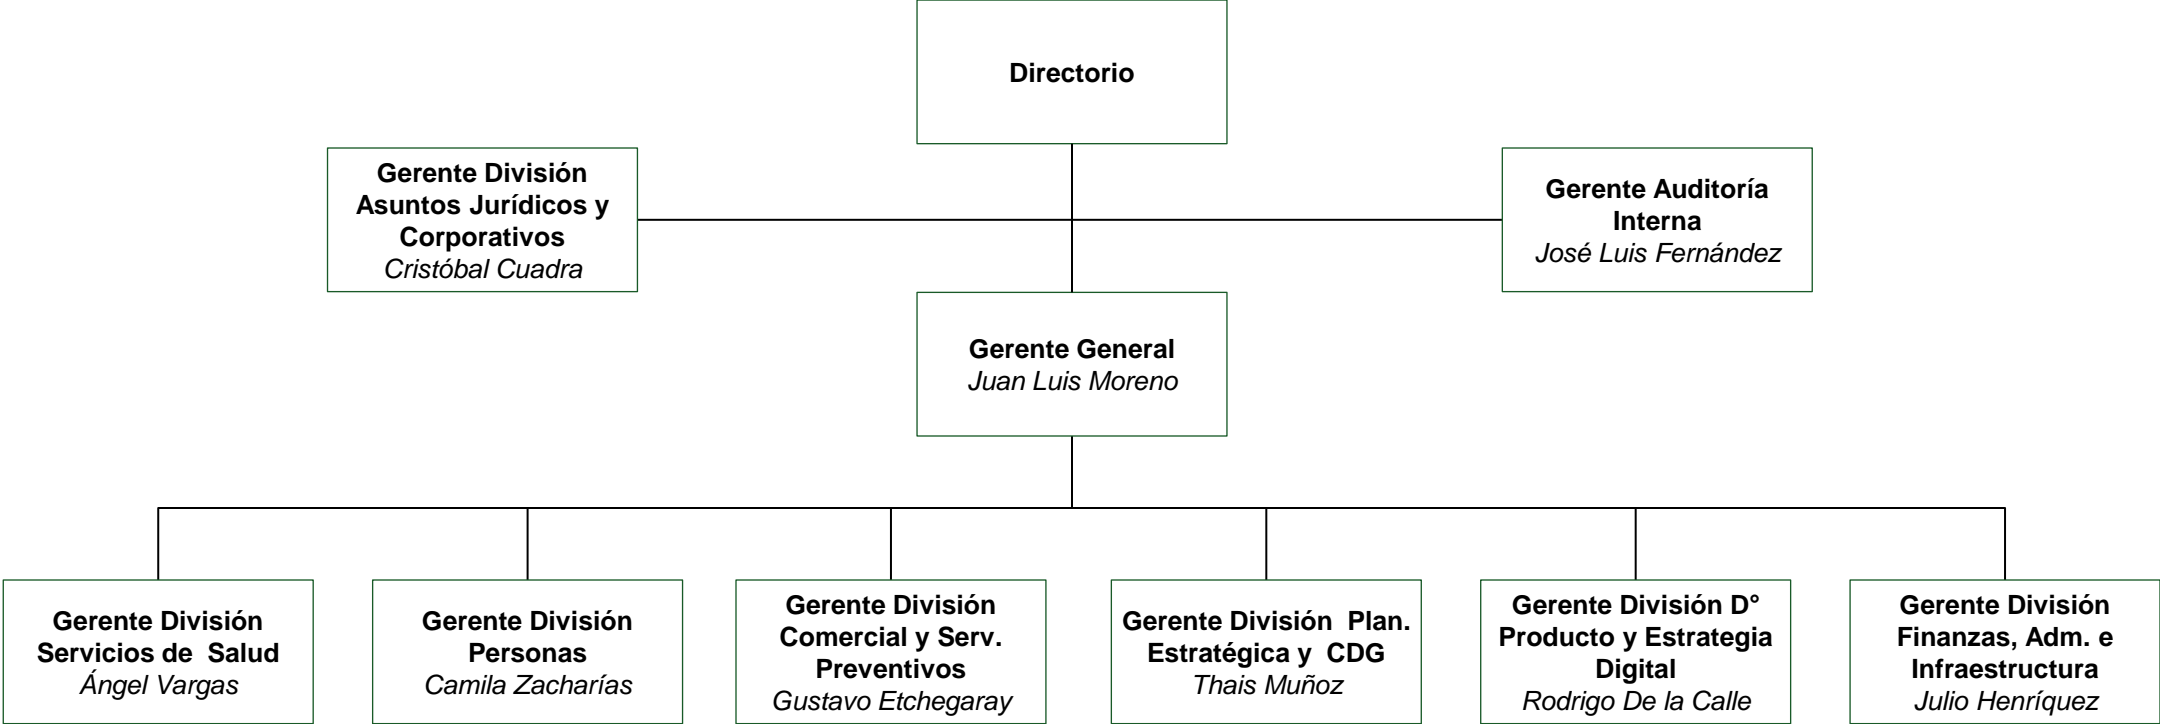 Directorio
Gerente División
Asuntos Jurídicos y
Corporativos
Cristóbal Cuadra
Gerente Auditoría
Interna
José Luis Fernández
Gerente General
Juan Luis Moreno
Gerente División
Servicios de  Salud
Ángel Vargas
Gerente División
Personas
Camila Zacharías
Gerente División
Comercial y Serv.
Preventivos
Gustavo Etchegaray
Gerente División  Plan.
Estratégica y  CDG
Thais Muñoz
Gerente División D°
Producto y Estrategia
Digital
Rodrigo De la Calle
Gerente División
Finanzas, Adm. e
Infraestructura
Julio Henríquez